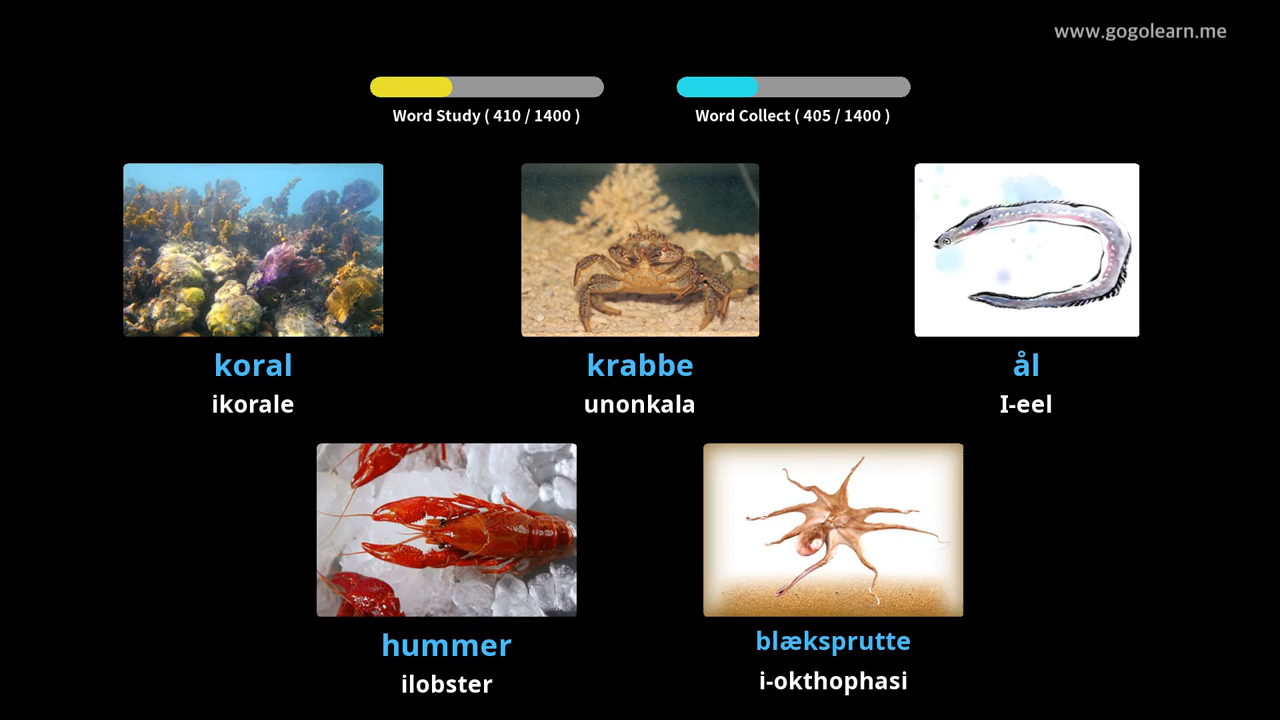 www.gogolearn.me
Word Study ( 410 / 1400 )
Word Collect ( 405 / 1400 )
koral
ikorale
krabbe
unonkala
ål
I-eel
hummer
ilobster
blæksprutte
i-okthophasi